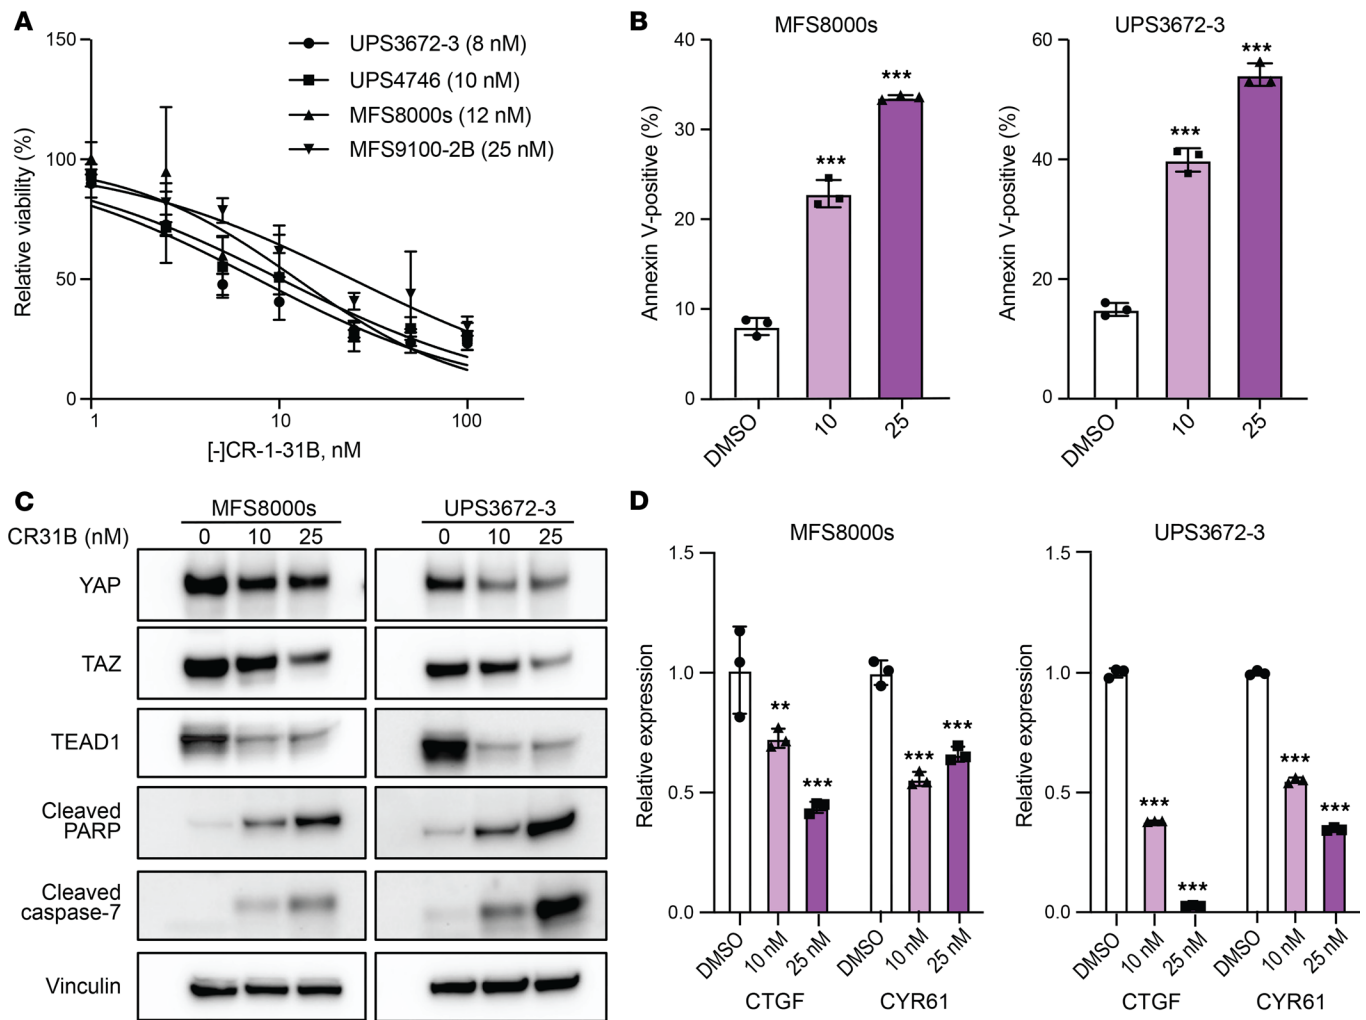 A
150
100
50
0
Relative viability (%)
UPS3672-3 (8 nM)
UPS4746 (10 nM)
MFS8000s (12 nM)
MFS9100-2B (25 nM)
1
10
100
[-]CR-1-31B, nM
B
MFS8000s
40
30
20
10
0
Annexin V-positive (%)
***
***
DMSO
10
25
UPS3672-3
60
40
20
0
Annexin V-positive (%)
***
***
DMSO
10
25
C
MFS8000s
UPS3672-3
CR31B (nM)
0
10
25
0
10
25
YAP
TAZ
TEAD1
Cleaved
PARP
Cleaved
caspase-7
Vinculin
D
MFS8000s
1.5
1.0
0.5
0.0
Relative expression
**
***
***
***
DMSO
10 nM
25 nM
DMSO
10 nM
25 nM
CTGF
CYR61
UPS3672-3
1.5
1.0
0.5
0.0
Relative expression
***
***
***
***
DMSO
10 nM
25 nM
DMSO
10 nM
25 nM
CTGF
CYR61